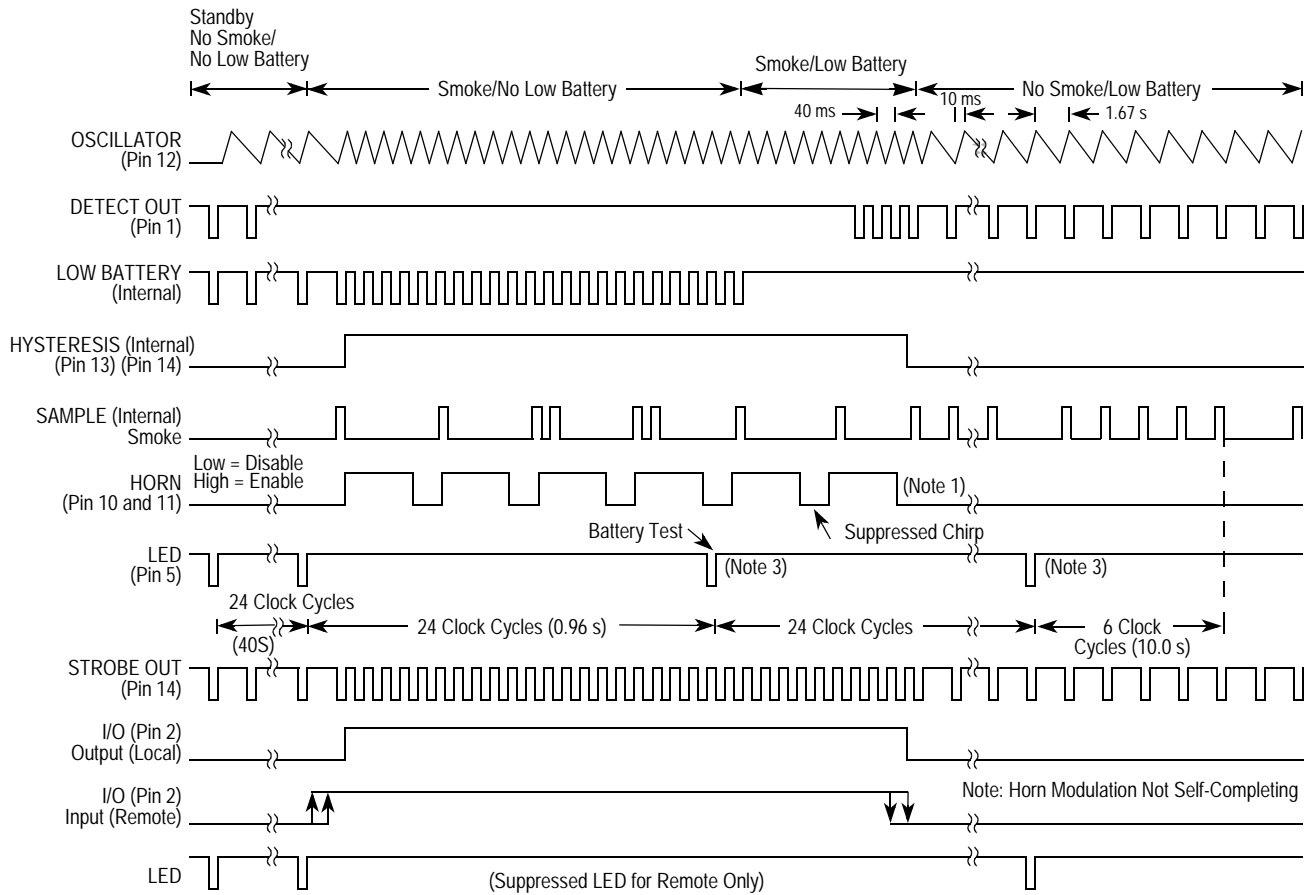 Standby
No Smoke/
No Low Battery
Smoke/No Low Battery
Smoke/Low Battery
No Smoke/Low Battery
40 ms
10 ms
1.67 s
OSCILLATOR
(Pin 12)
DETECT OUT
(Pin 1)
LOW BATTERY
(Internal)
HYSTERESIS (Internal)
(Pin 13) (Pin 14)
SAMPLE (Internal)
Smoke
Low = Disable
High = Enable
HORN
(Pin 10 and 11)
(Note 1)
Battery Test
Suppressed Chirp
LED
(Pin 5)
(Note 3)
(Note 3)
24 Clock Cycles
(40S)
24 Clock Cycles (0.96 s)
24 Clock Cycles
6 Clock
Cycles (10.0 s)
STROBE OUT
(Pin 14)
I/O (Pin 2)
Output (Local)
I/O (Pin 2)
Input (Remote)
Note: Horn Modulation Not Self-Completing
LED
(Suppressed LED for Remote Only)